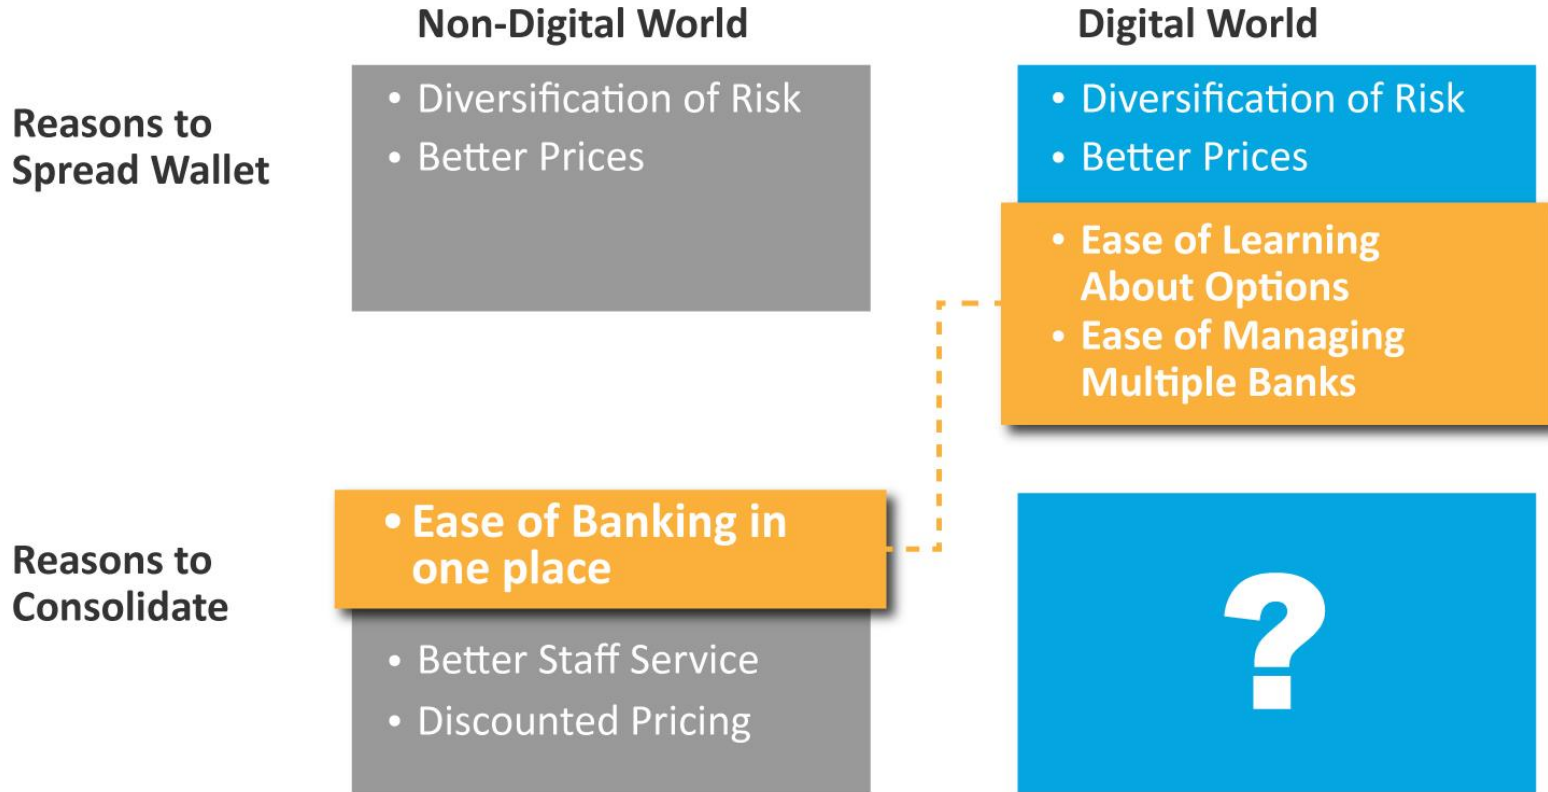 Non-Digital World
Digital World
Reasons to
Spread Wallet
• Diversification of Risk
• Better Prices
• Diversification of Risk
• Better Prices
• Ease of Learning
About Options
• Ease of Managing
Multiple Banks
Reasons to
Consolidate
• Ease of Banking in
one place
• Better Staff Service
• Discounted Pricing
?